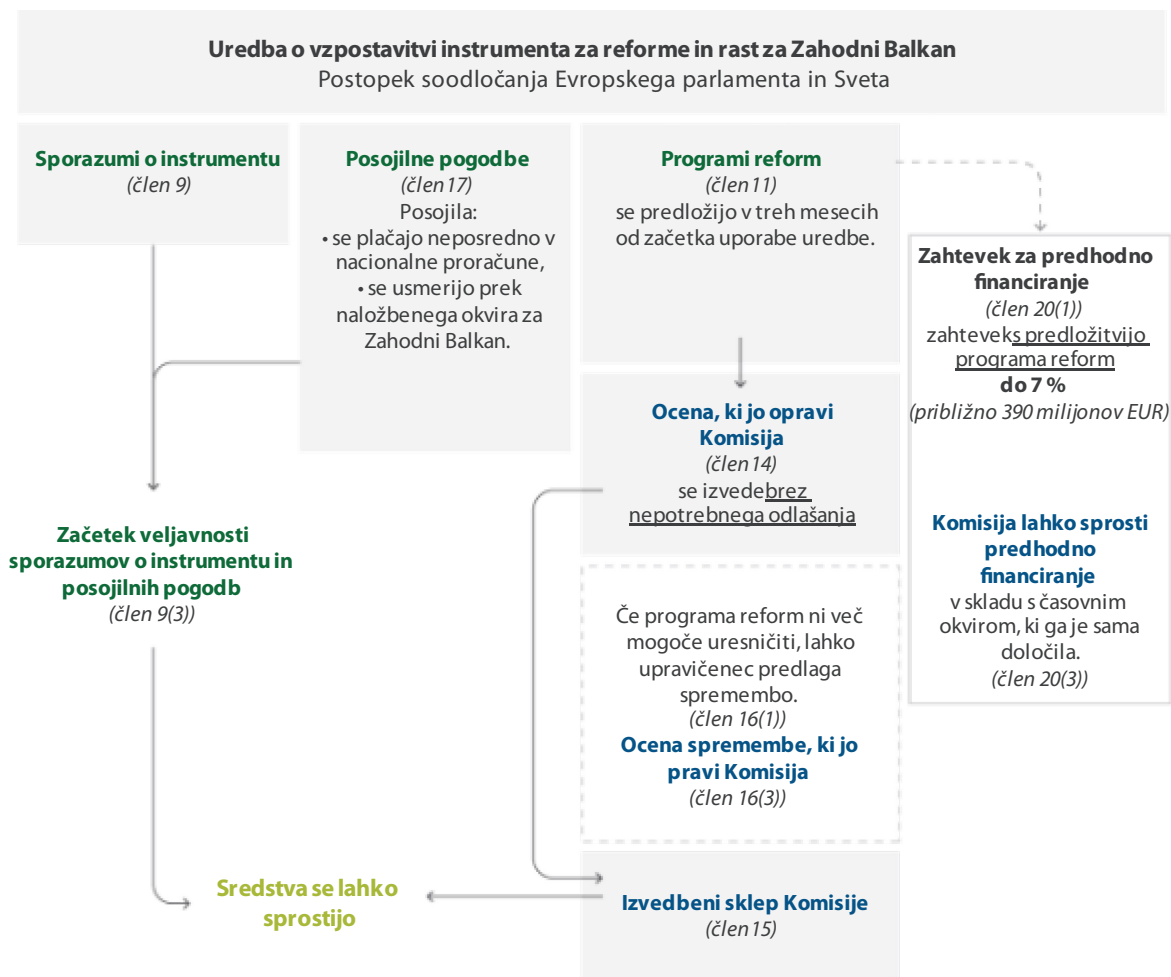 Uredba o vzpostavitvi instrumenta za reforme in rast za Zahodni Balkan
Postopek soodločanja Evropskega parlamenta in Sveta
Sporazumi o instrumentu
(člen 9)
Posojilne pogodbe
(člen 17)
Posojila:
• se plačajo neposredno v
nacionalne proračune,
• se usmerijo prek
naložbenega okvira za
Zahodni Balkan.
Programi reform
(člen 11)
se predložijo v treh mesecih
od začetka uporabe uredbe.
Zahtevek za predhodno
financiranje
(člen 20(1))
zahteveks predložitvijo
programa reform
do 7 %
(približno 390 milijonov EUR)
Komisija lahko sprosti
predhodno
financiranje
v skladu s časovnim
okvirom, ki ga je sama
določila.
(člen 20(3))
Ocena, ki jo opravi
Komisija
(člen 14)
se izvedebrez
nepotrebnega odlašanja
Začetek veljavnosti
sporazumov o instrumentu in
posojilnih pogodb
(člen 9(3))
Če programa reform ni več
mogoče uresničiti, lahko
upravičenec predlaga
spremembo.
(člen 16(1))
Ocena spremembe, ki jo
pravi Komisija
(člen 16(3))
Sredstva se lahko
sprostijo
Izvedbeni sklep Komisije
(člen 15)